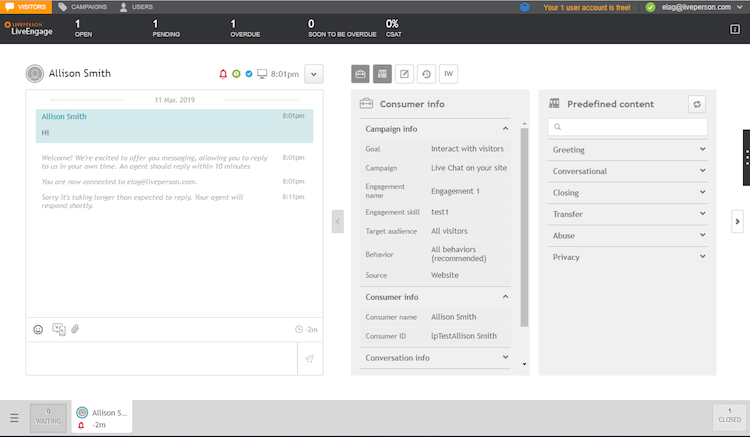 VISITORS
CAMPAIGNS
USERS
Your 1 user account is free!
elag@liveperson.com
LIVEPERSON
LiveEngage
1
OPEN
1
PENDING
1
OVERDUE
0
SOON TO BE OVERDUE
0%
CSAT
Allison Smith
8:01pm
IW
11 Mar, 2019
Allison Smith 8:01pm
Hi
Welcome! We're excited to offer you messaging, allowing you to reply 8:01pm
to us in your own time. An agent should reply within 10 minutes
You are now connected to elag@liveperson.com. 8:01pm
Sorry it's taking longer than expected to reply. Your agent will 8:11pm
respond shortly.
-2m
Consumer info
Campaign info
Goal Interact with visitors
Campaign Live Chat on your site
Engagement
name
Engagement 1
Engagement skill test1
Target audience All visitors
Behavior
All behaviors
(recommended)
Source Website
Consumer info
Consumer name Allison Smith
Consumer ID lpTestAllison Smith
Conversation info
Predefined content
Greeting
Conversational
Closing
Transfer
Abuse
Privacy
0
WAITING
Allison S...
-2m
1
CLOSED